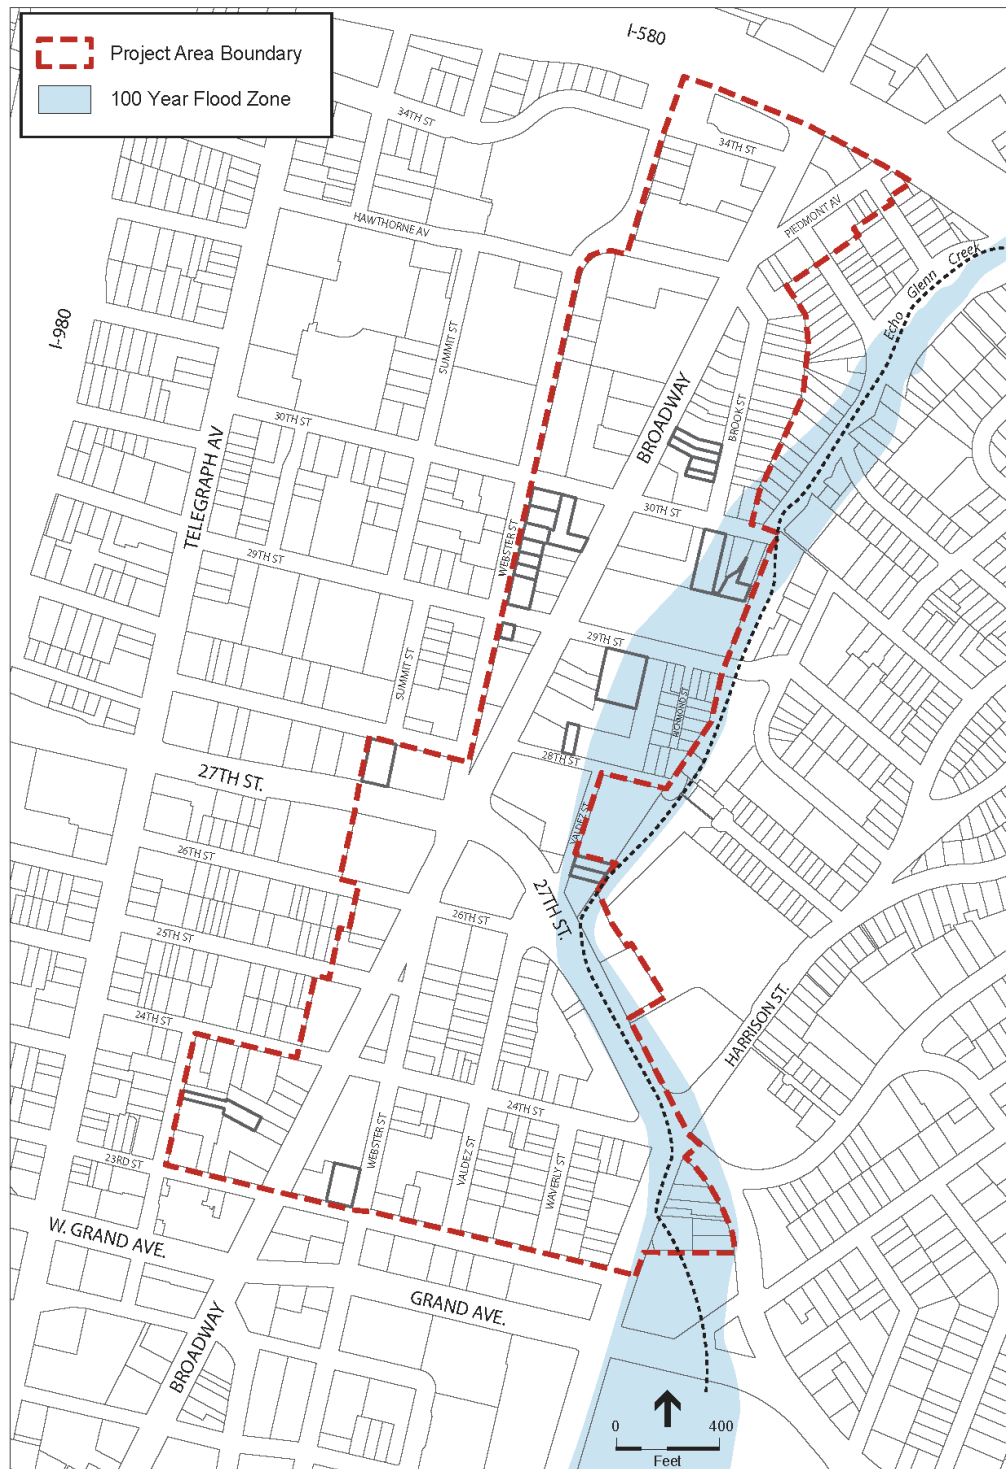 Project Area Boundary
100 Year Flood Zone
I-580
34TH ST
34TH ST
HAWTHORNE AV
PIEDMONT AV
Echo Glenn Creek
I-980
SUMMIT ST
BROADWAY
BROOK ST
30TH ST
TELEGRAPH AV
30TH ST
WEBSTER ST
29TH ST
29TH ST
SUMMIT ST
RICHMOND ST
28TH ST
27TH ST.
VALDEZ ST
26TH ST
27TH ST.
26TH ST
25TH ST
HARRISON ST.
24TH ST
24TH ST
WEBSTER ST
VALDEZ ST
WAVERLY ST
23RD ST
W. GRAND AVE.
GRAND AVE.
BROADWAY
0 400
Feet